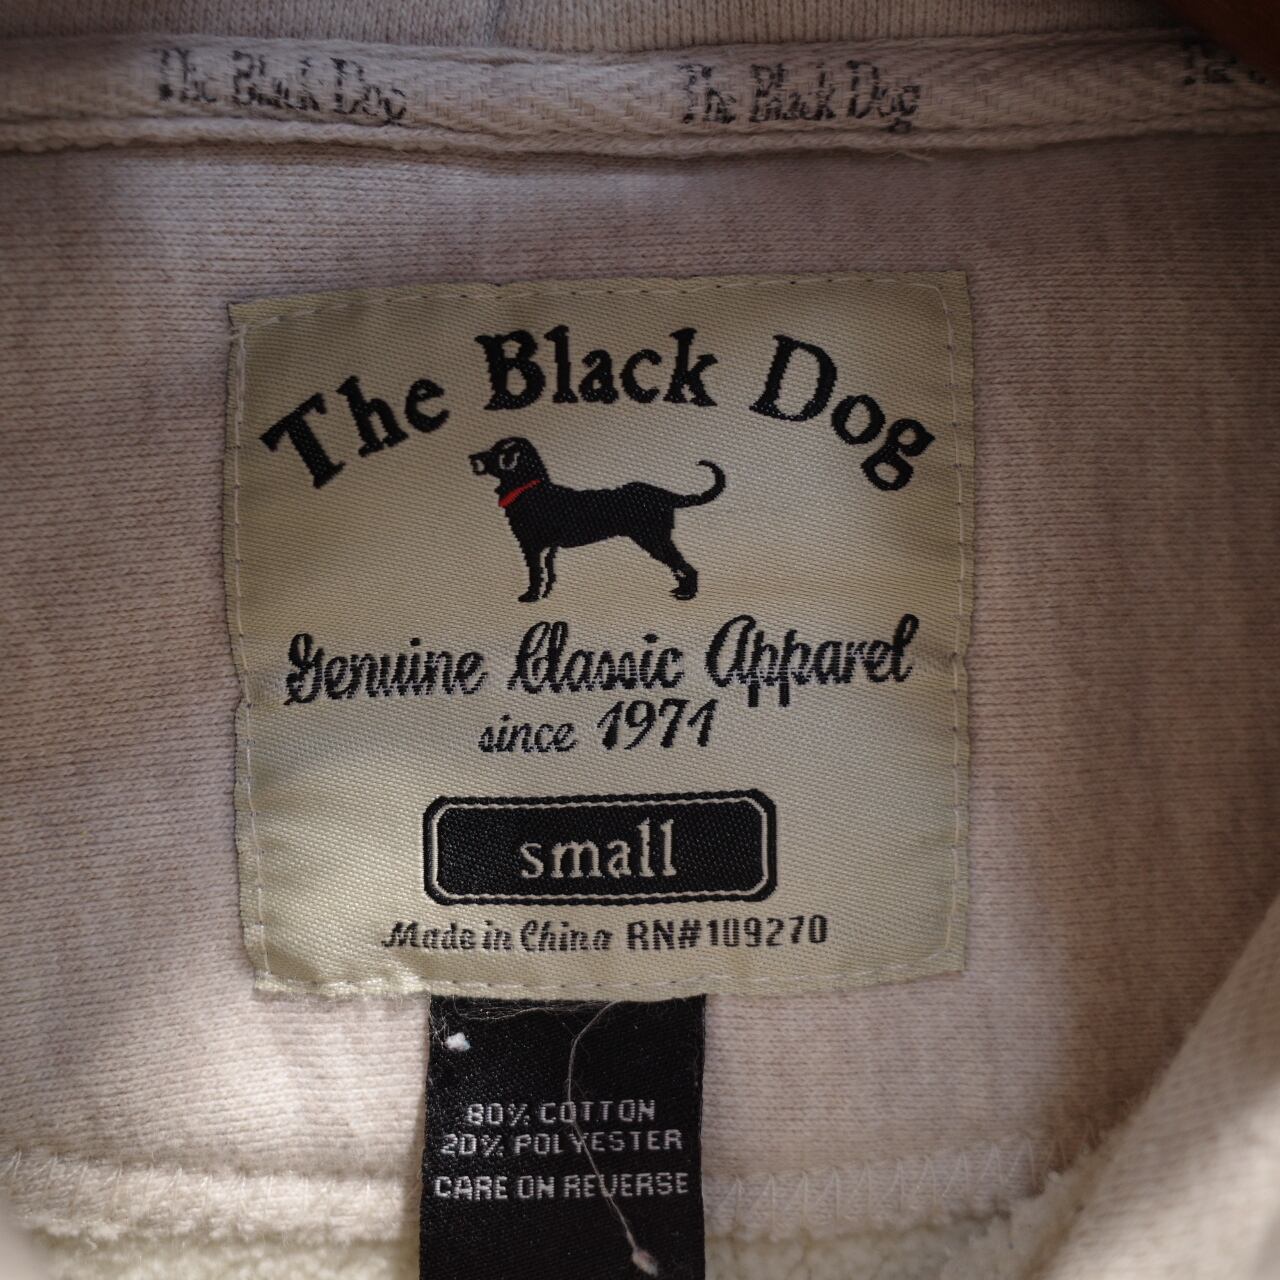 The Black Dog The Black Dog
The Black Dog
Genuine Classic Apparel
since 1971
small
Made in China RN#109270
80% COTTON
20% POLYESTER
CARE ON REVERSE